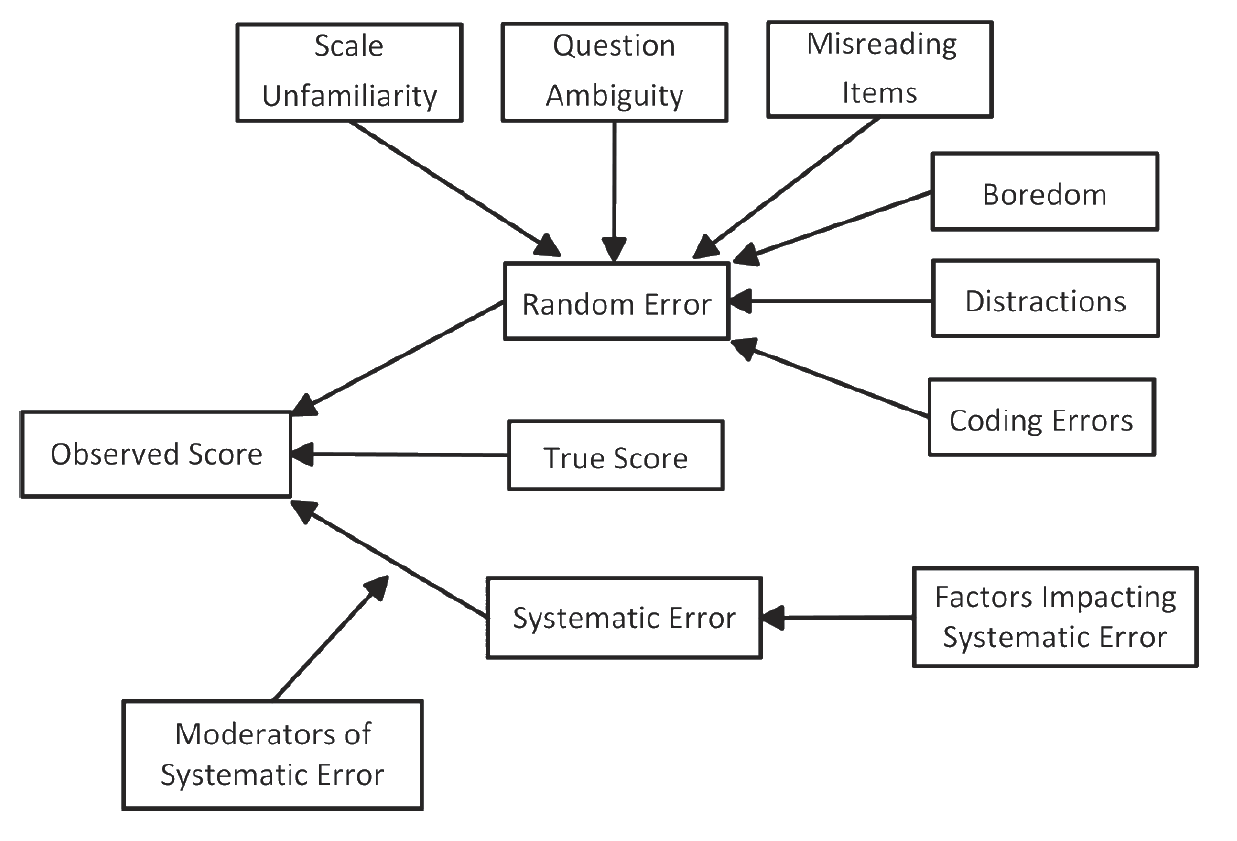 Scale
Unfamiliarity
Question
Ambiguity
Misreading
Items
Boredom
Random Error
Distractions
Coding Errors
Observed Score
True Score
Systematic Error
Factors Impacting
Systematic Error
Moderators of
Systematic Error